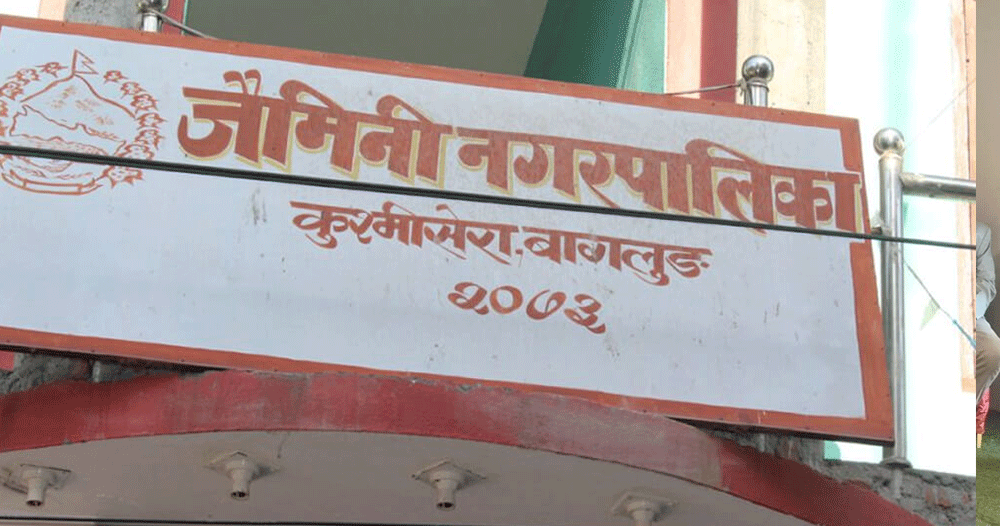 जैमिनी नगरपालिका
कुश्मीसेरा, बागलुङ
२०७३